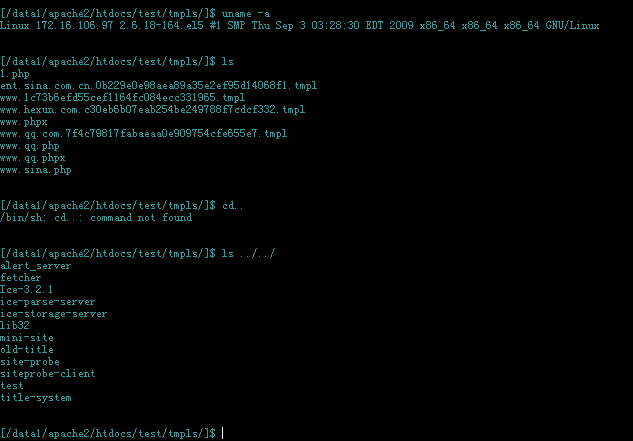 [/data1/apache2/htdocs/test/tmpls/]$ uname -a
Linux 172.16.106.97 2.6.18-164.el5 #1 SMP Thu Sep 3 03:28:30 EDT 2009 x86_64 x86_64 x86_64 GNU/Linux
[/data1/apache2/htdocs/test/tmpls/]$ ls
1.php
ent.sina.com.cn.0b229e0e98aea89a35e2ef95d14068f1.tmpl
www.1c73b6efd55cef1164fc084ecc331965.tmpl
www.hexun.com.c30eb6b07eab254be249788f7cdcf332.tmpl
www.phpx
www.qq.com.7f4c79817fabaeaa0e909754cfe655e7.tmpl
www.qq.php
www.qq.phpx
www.sina.php
[/data1/apache2/htdocs/test/tmpls/]$ cd..
/bin/sh: cd..: command not found
[/data1/apache2/htdocs/test/tmpls/]$ ls ../../
alert_server
fetcher
Ice-3.2.1
ice-parse-server
ice-storage-server
lib32
mini-site
old-title
site-probe
siteprobe-client
test
title-system
[/data1/apache2/htdocs/test/tmpls/]$